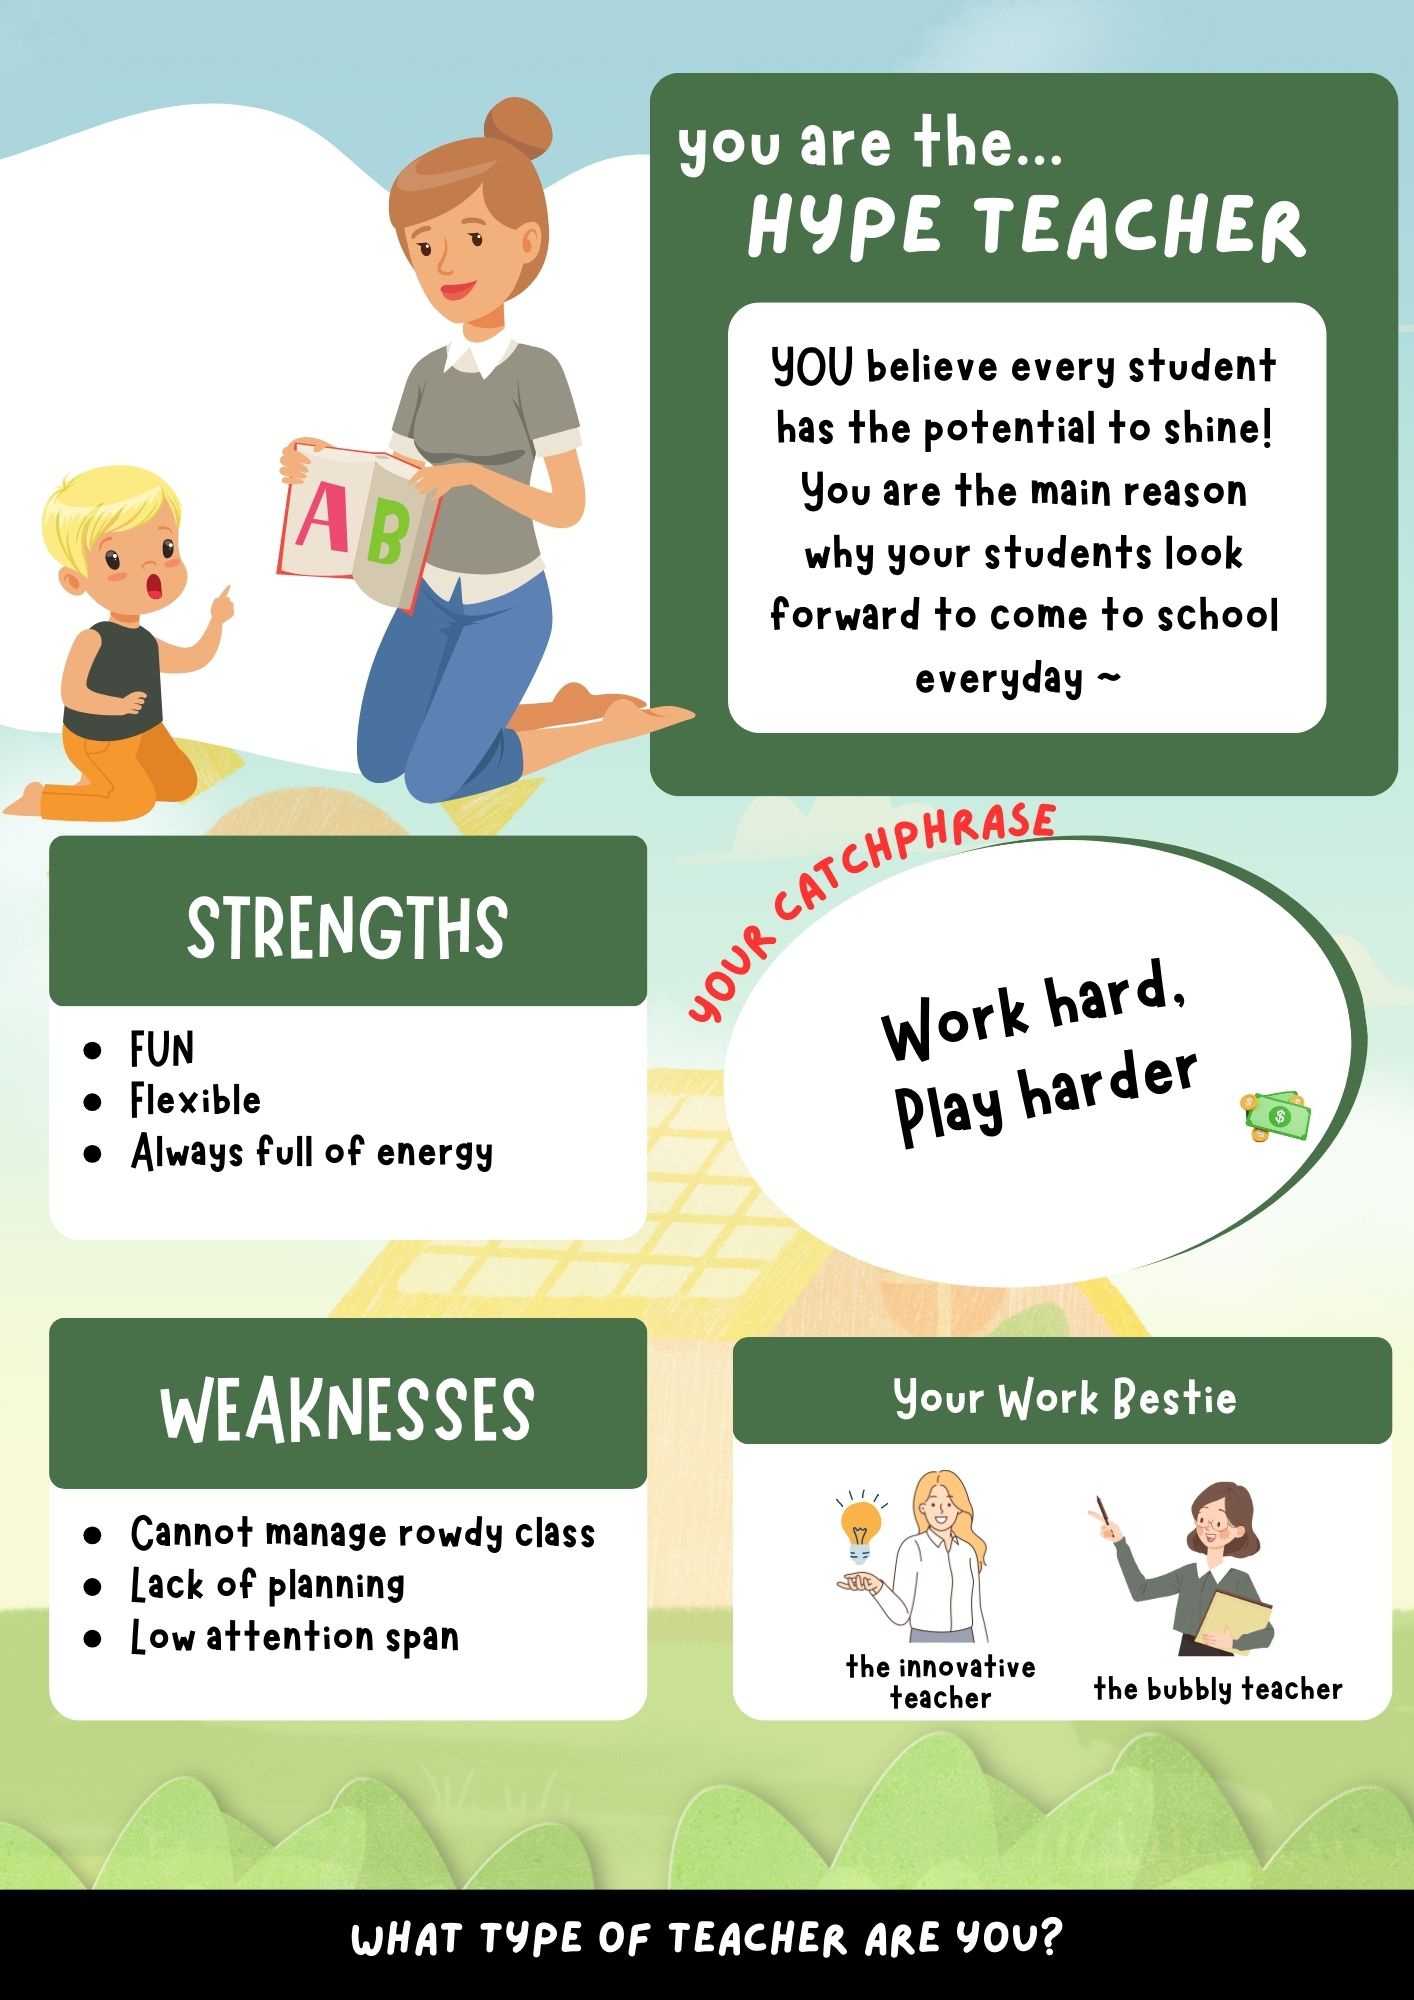 you are the...
HYPE TEACHER
YOU believe every student
has the potential to shine!
You are the main reason
why your students look
forward to come to school
everyday ~
A B
STRENGTHS
• FUN
• Flexible
• Always full of energy
YOUR CATCHPHRASE
Work hard,
Play harder
$
WEAKNESSES
• Cannot manage rowdy class
• Lack of planning
• Low attention span
Your Work Bestie
the innovative
teacher
the bubbly teacher
WHAT TYPE OF TEACHER ARE YOU?